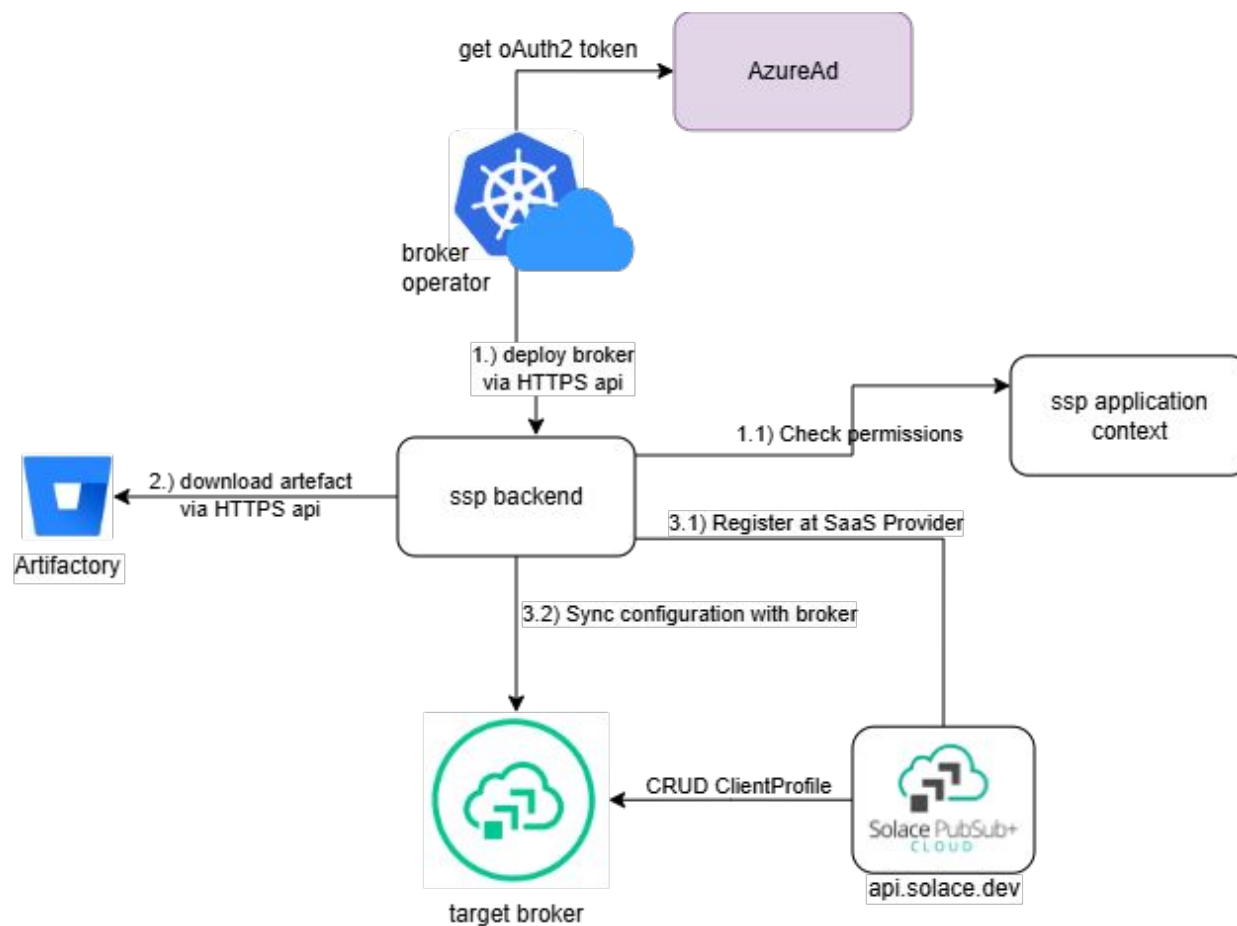 get oAuth2 token
AzureAd
broker
operator
1.) deploy broker
via HTTPS api
ssp application
context
1.1) Check permissions
2.) download artefact
via HTTPS api
ssp backend
3.1) Register at SaaS Provider
Artifactory
3.2) Sync configuration with broker
CRUD ClientProfile
Solace PubSub+
CLOUD
api.solace.dev
target broker